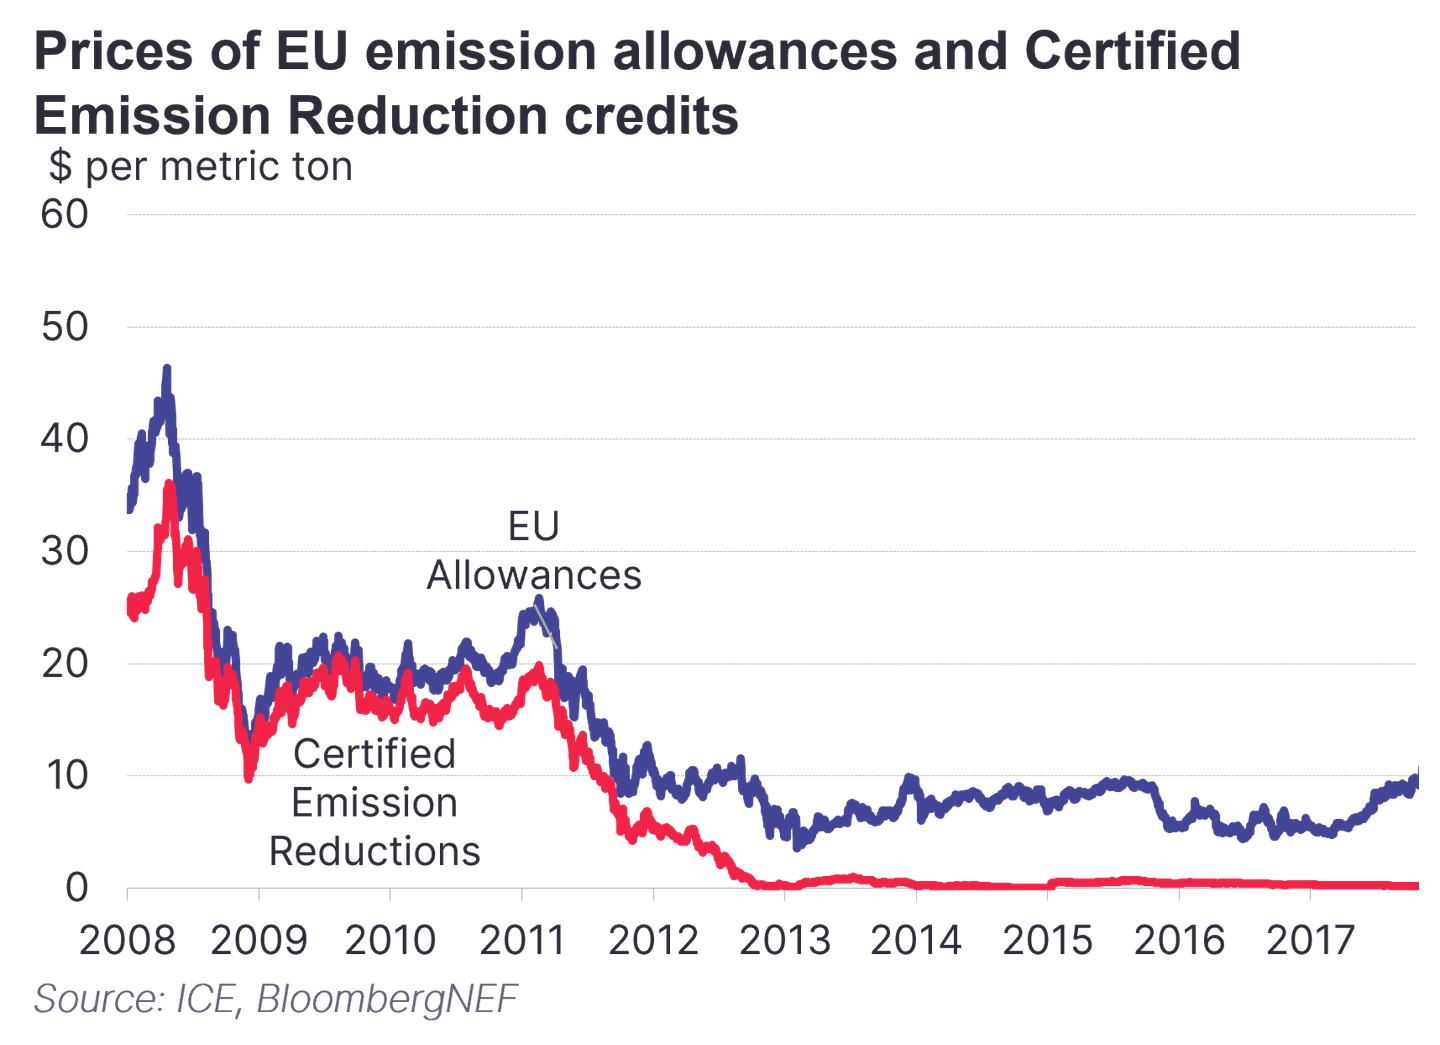 Prices of EU emission allowances and Certified
Emission Reduction credits
$ per metric ton
60
50
40
30
20
10
0
EU
Allowances
Certified
Emission
Reductions
2008 2009 2010 2011 2012 2013 2014 2015 2016 2017
Source: ICE, BloombergNEF